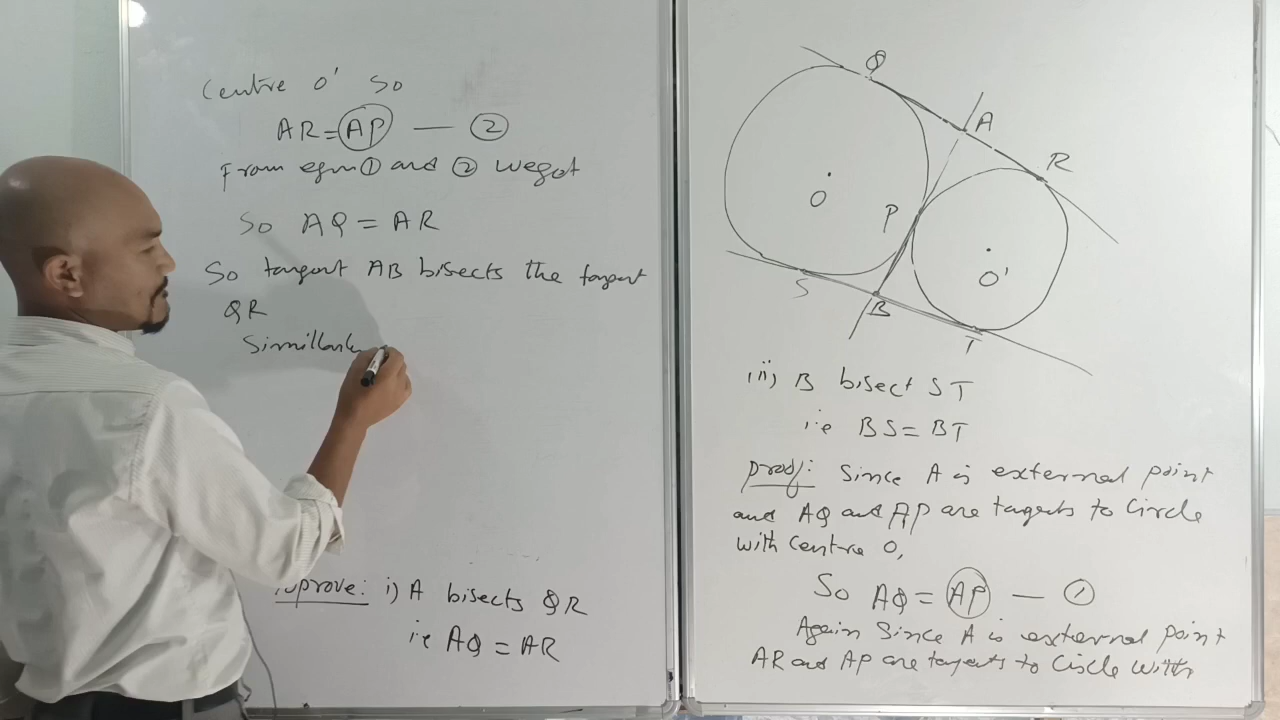 Centre O' so
AR = AP — ②
From eqn ① and ② we got
So AQ = AR
So tangent AB bisects the tangent
QR
Simillarly
To prove: i) A bisects QR
i.e AQ = AR
Q
A
R
O
P
O'
S
B
T
ii) B bisect ST
i.e BS = BT
Proof: Since A is external point
and AQ and AP are tangents to Circle
with Centre O,
So AQ = AP — ①
Again Since A is external point
AR and AP are tangents to Circle with